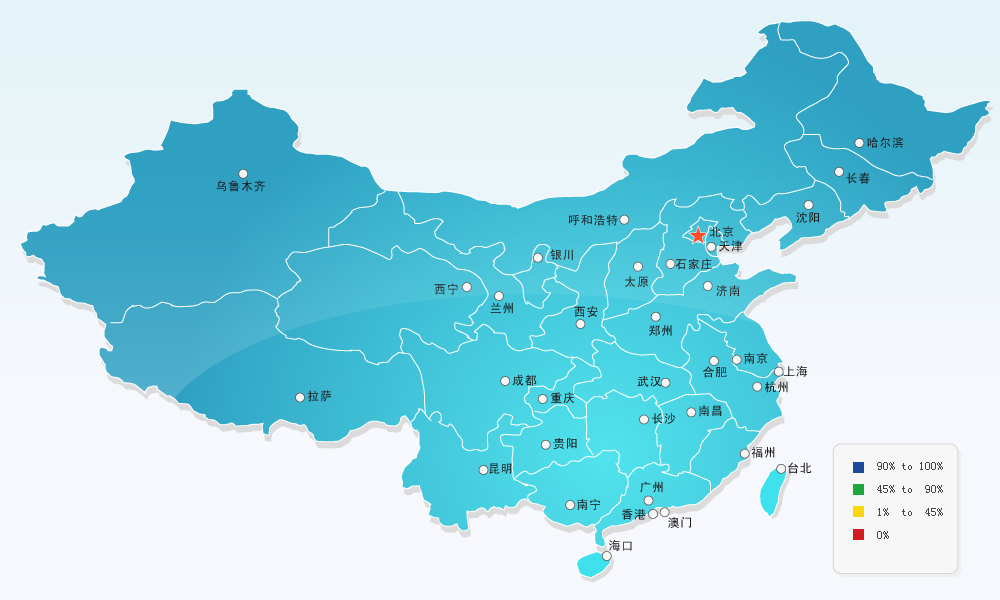 哈尔滨
乌鲁木齐
长春
沈阳
呼和浩特
北京
天津
银川
石家庄
太原
西宁
济南
兰州
西安
郑州
南京
合肥
上海
成都
武汉
杭州
拉萨
重庆
南昌
长沙
贵阳
福州
昆明
台北
90% to 100%
广州
45% to 90%
南宁
香港
1% to 45%
澳门
0%
海口